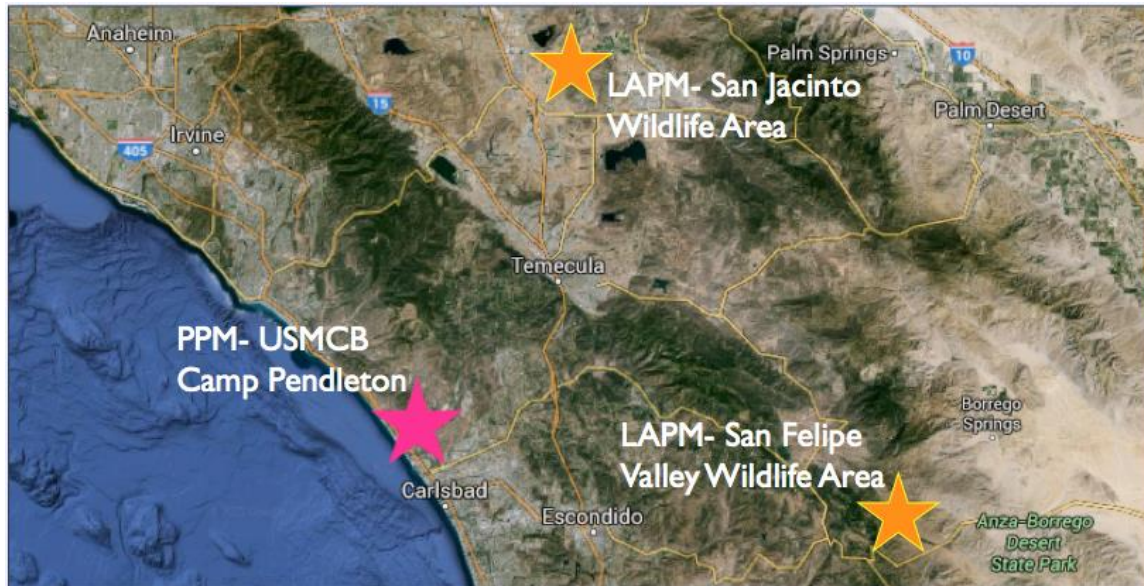 Anaheim
Irvine
405
15
LAPM- San Jacinto
Wildlife Area
Palm Springs
10
Palm Desert
Temecula
PPM- USMCB
Camp Pendleton
LAPM- San Felipe
Valley Wildlife Area
Borrego
Springs
Carlsbad
Escondido
Anza-Borrego
Desert
State Park